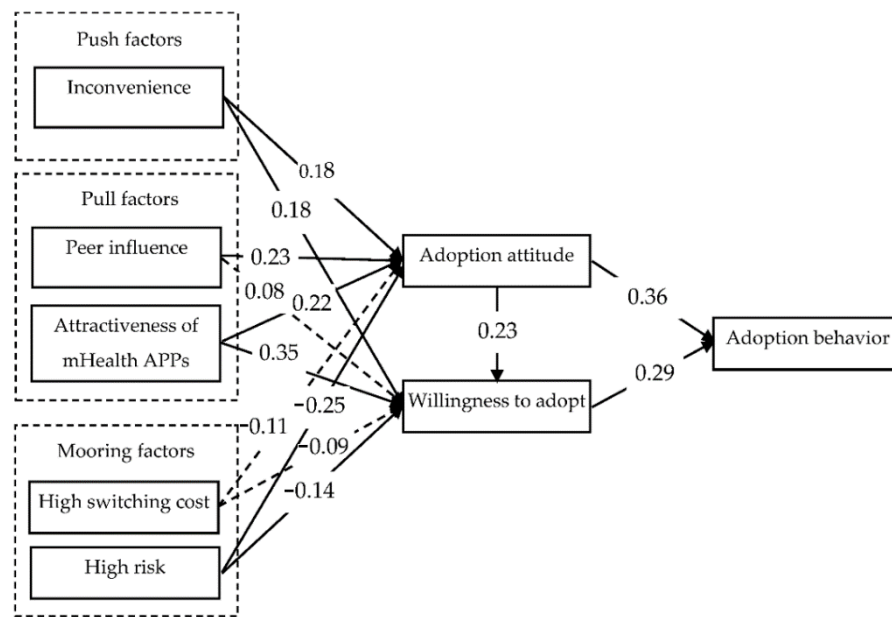 Push factors
Inconvenience
0.18
0.18
Pull factors
Peer influence
0.23
0.08
0.22
Attractiveness of
mHealth APPs
0.35
Adoption attitude
0.23
Willingness to adopt
0.36
0.29
Adoption behavior
Mooring factors
−0.11
−0.25
−0.09
−0.14
High switching cost
High risk